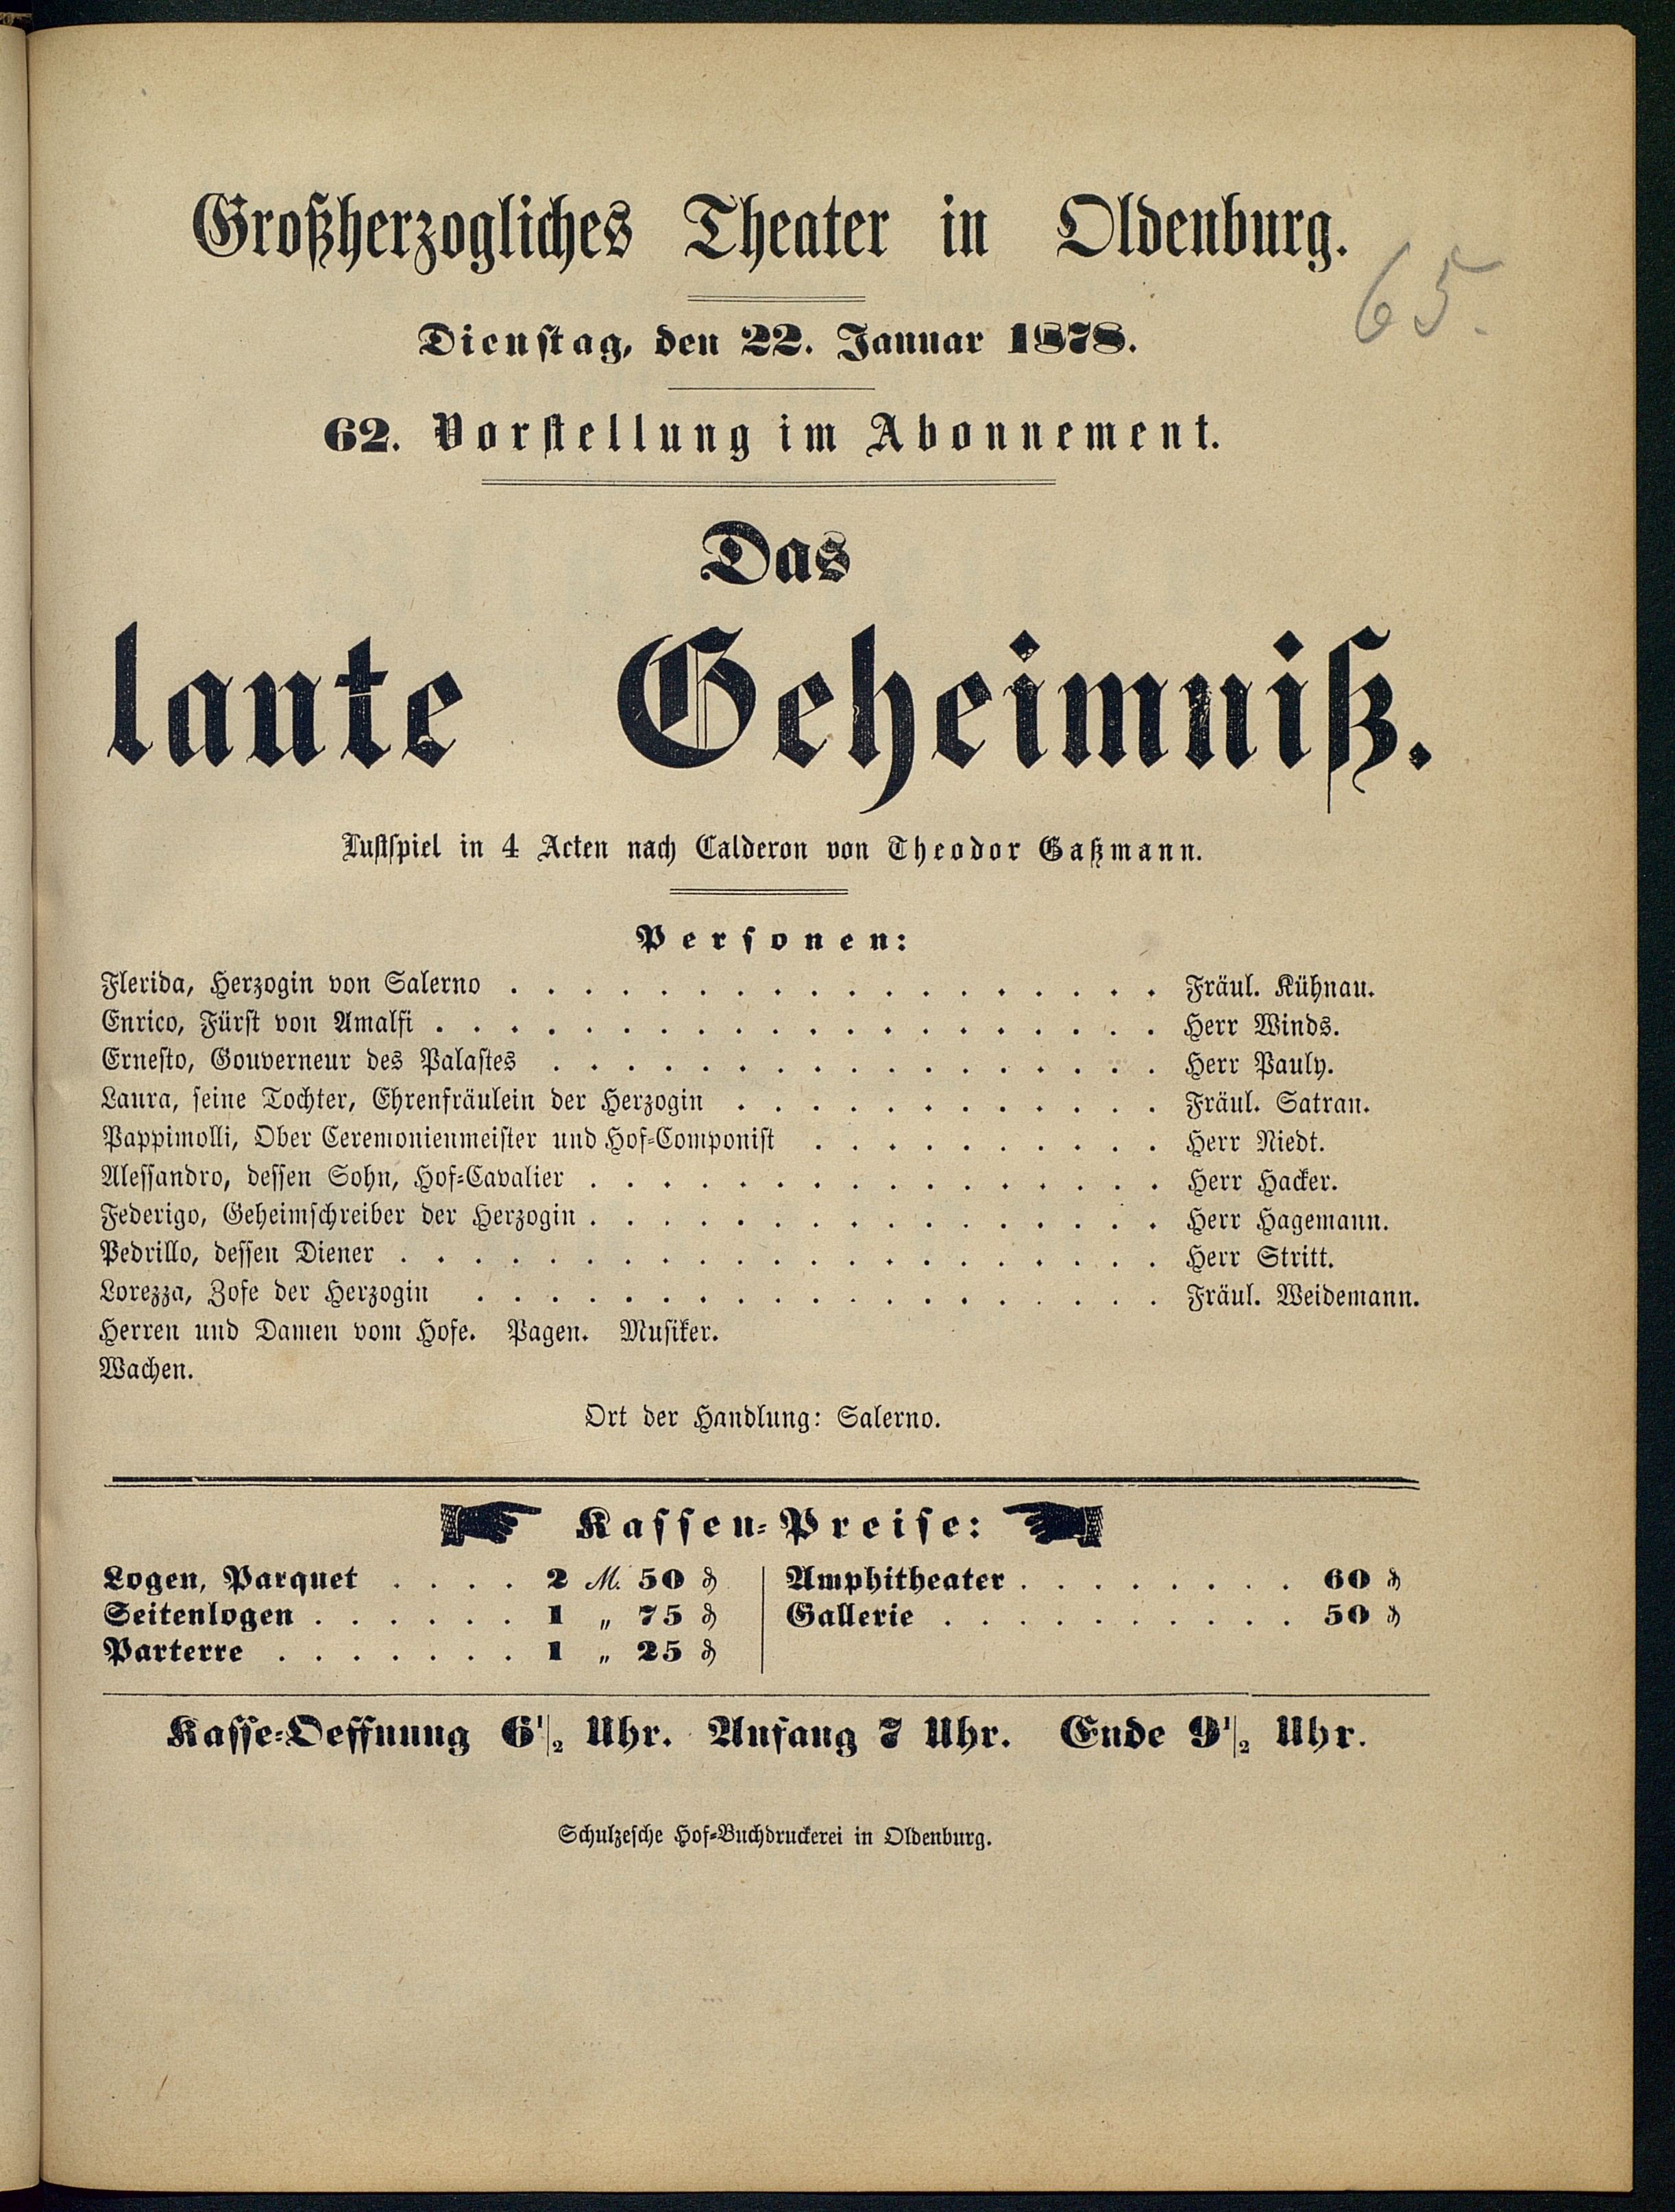 Großherzogliches Theater in Oldenburg.
65.
Dienstag, den 22. Januar 1878.
62. Vorstellung im Abonnement.
Das
laute Geheimniß.
Lustspiel in 4 Acten nach Calderon von Theodor Gaßmann.
Personen:
Flerida, Herzogin von Salerno . . . . . . . . . . . . . . . . . . Fräul. Kühnau.
Enrico, Fürst von Amalfi . . . . . . . . . . . . . . . . . . . . Herr Winds.
Ernesto, Gouverneur des Palastes . . . . . . . . . . . . . . . . . Herr Pauly.
Laura, seine Tochter, Ehrenfräulein der Herzogin . . . . . . . . . . . . Fräul. Satran.
Pappimolli, Ober Ceremonienmeister und Hof-Componist . . . . . . . . . . Herr Niedt.
Alessandro, dessen Sohn, Hof-Cavalier . . . . . . . . . . . . . . . . Herr Hacker.
Federigo, Geheimschreiber der Herzogin . . . . . . . . . . . . . . . . Herr Hagemann.
Pedrillo, dessen Diener . . . . . . . . . . . . . . . . . . . . . Herr Stritt.
Lorezza, Zofe der Herzogin . . . . . . . . . . . . . . . . . . . Fräul. Weidemann.
Herren und Damen vom Hofe. Pagen. Musiker.
Wachen.
Ort der Handlung: Salerno.
Kassen-Preise:
Logen, Parquet . . . . 2 M. 50 ₰
Seitenlogen . . . . . . 1 „ 75 ₰
Parterre . . . . . . . 1 „ 25 ₰
Amphitheater . . . . . . . . 60 ₰
Gallerie . . . . . . . . . . 50 ₰
Kasse-Oeffnung 6 1/2 Uhr. Anfang 7 Uhr. Ende 9 1/2 Uhr.
Schulzesche Hof-Buchdruckerei in Oldenburg.